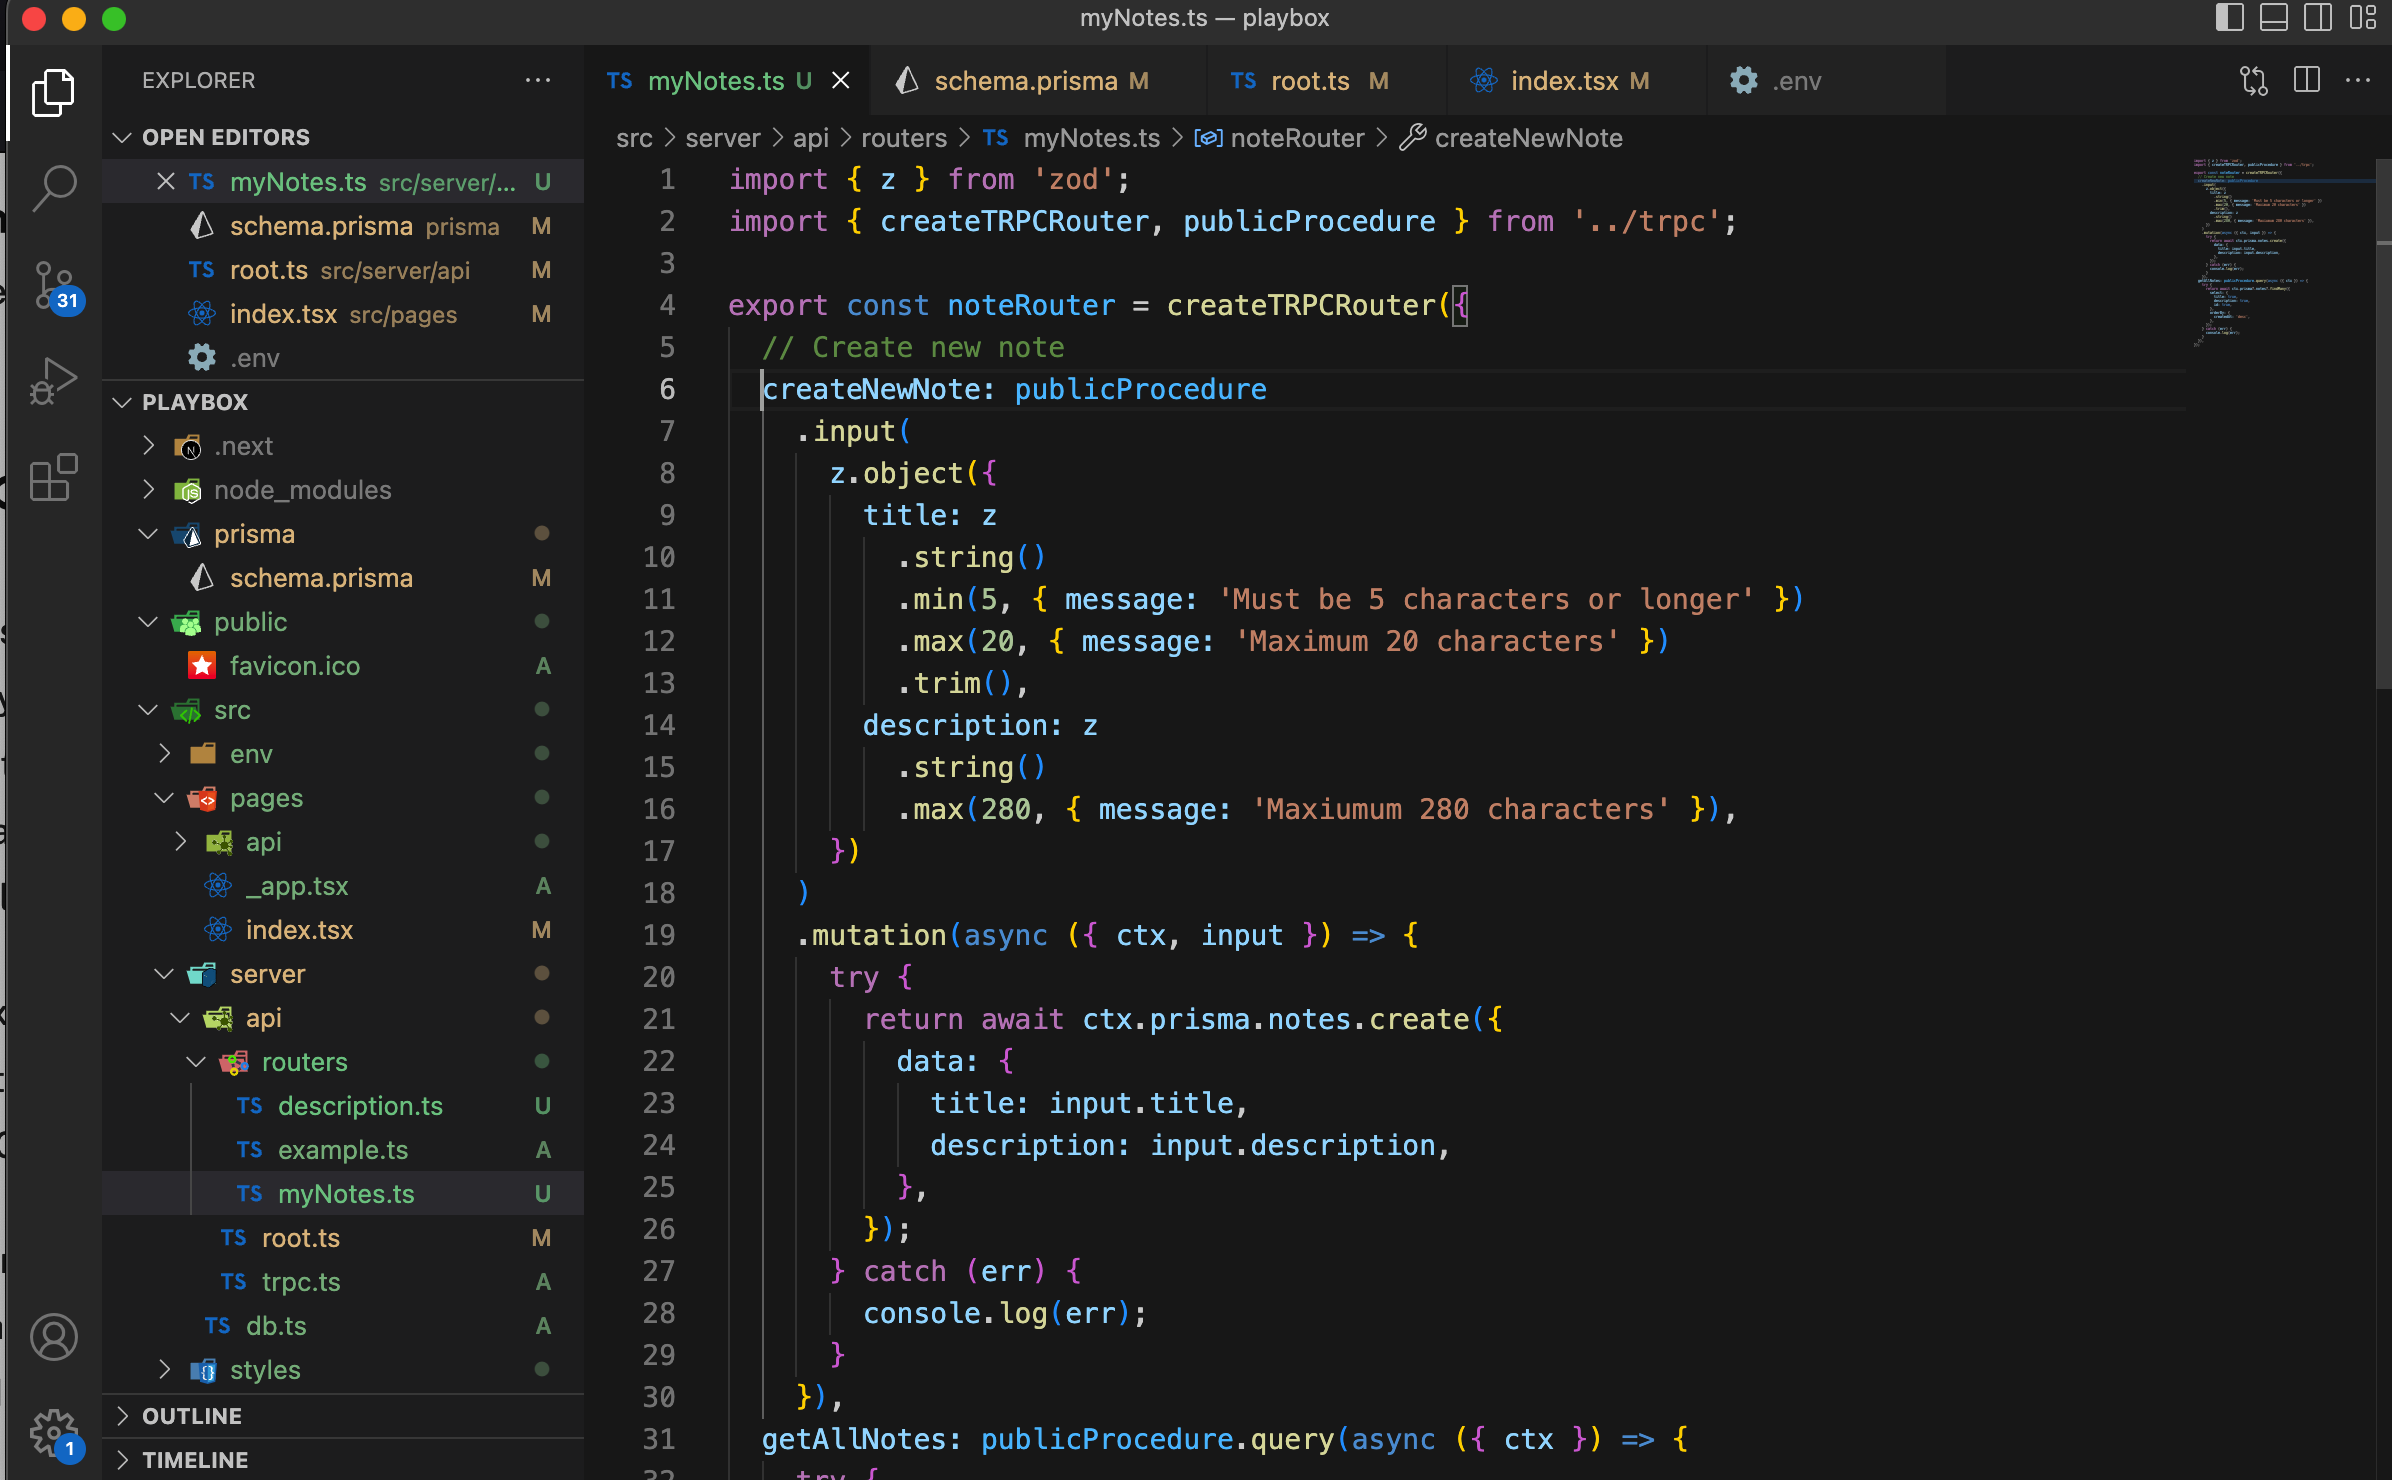 myNotes.ts — playbox
EXPLORER
OPEN EDITORS
TS myNotes.ts src/server/... U
schema.prisma prisma M
TS root.ts src/server/api M
index.tsx src/pages M
.env
PLAYBOX
.next
node_modules
prisma
schema.prisma M
public
favicon.ico A
src
env
pages
api
_app.tsx A
index.tsx M
server
api
routers
TS description.ts U
TS example.ts A
TS myNotes.ts U
TS root.ts M
TS trpc.ts A
TS db.ts A
styles
OUTLINE
TIMELINE
31
1
TS myNotes.ts U
schema.prisma M
TS root.ts M
index.tsx M
.env
src > server > api > routers > TS myNotes.ts > noteRouter > createNewNote
1 import { z } from 'zod';
2 import { createTRPCRouter, publicProcedure } from '../trpc';
3
4 export const noteRouter = createTRPCRouter({
5 // Create new note
6 createNewNote: publicProcedure
7 .input(
8 z.object({
9 title: z
10 .string()
11 .min(5, { message: 'Must be 5 characters or longer' })
12 .max(20, { message: 'Maximum 20 characters' })
13 .trim(),
14 description: z
15 .string()
16 .max(280, { message: 'Maxiumum 280 characters' }),
17 })
18 )
19 .mutation(async ({ ctx, input }) => {
20 try {
21 return await ctx.prisma.notes.create({
22 data: {
23 title: input.title,
24 description: input.description,
25 },
26 });
27 } catch (err) {
28 console.log(err);
29 }
30 }),
31 getAllNotes: publicProcedure.query(async ({ ctx }) => {
32 try {